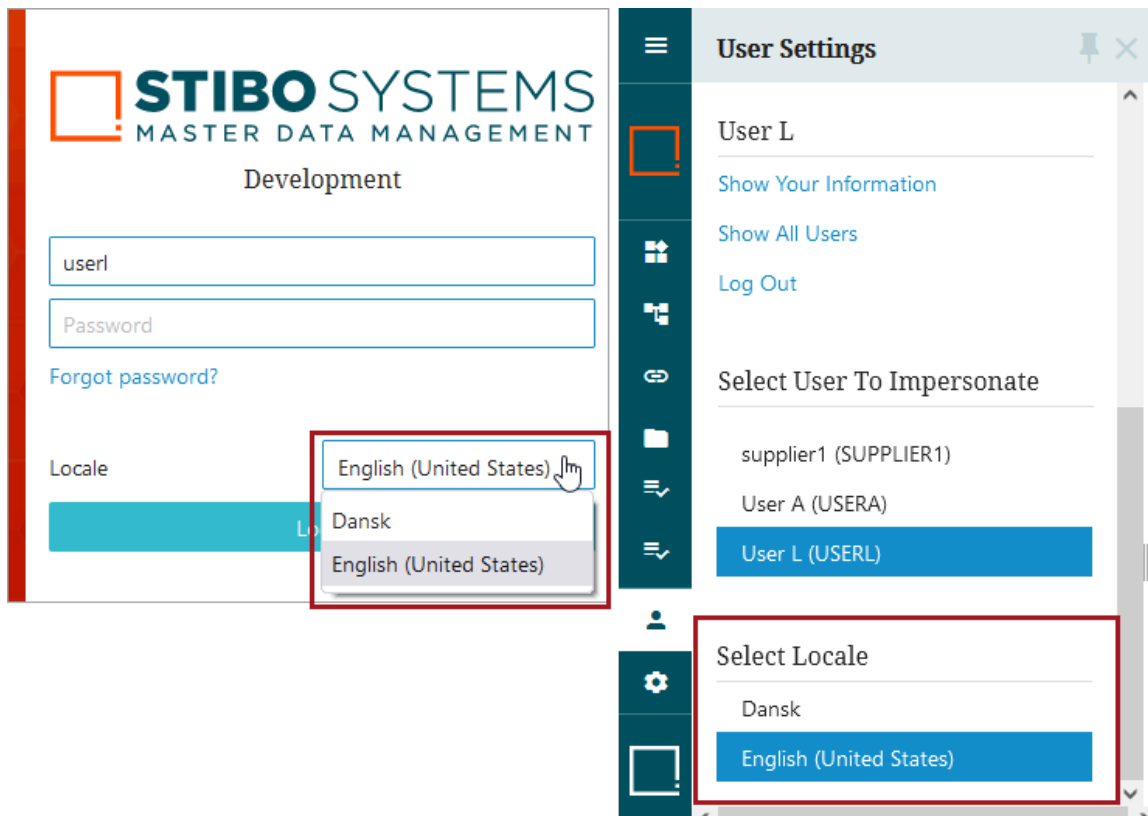 STIBO SYSTEMS
MASTER DATA MANAGEMENT
Development
userl
Password
Forgot password?
Locale
English (United States)
Lo
Dansk
English (United States)
User Settings
User L
Show Your Information
Show All Users
Log Out
Select User To Impersonate
supplier1 (SUPPLIER1)
User A (USERA)
User L (USERL)
Select Locale
Dansk
English (United States)